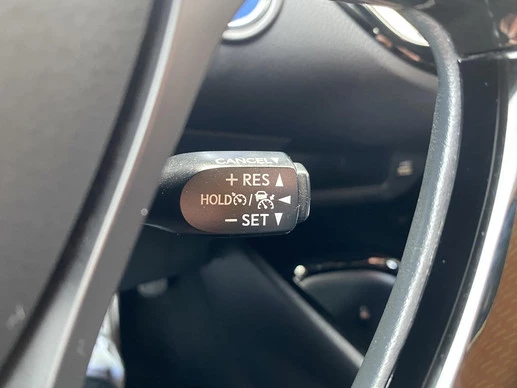 CANCEL▼
+ RES ▲
HOLD / ◄
− SET ▼